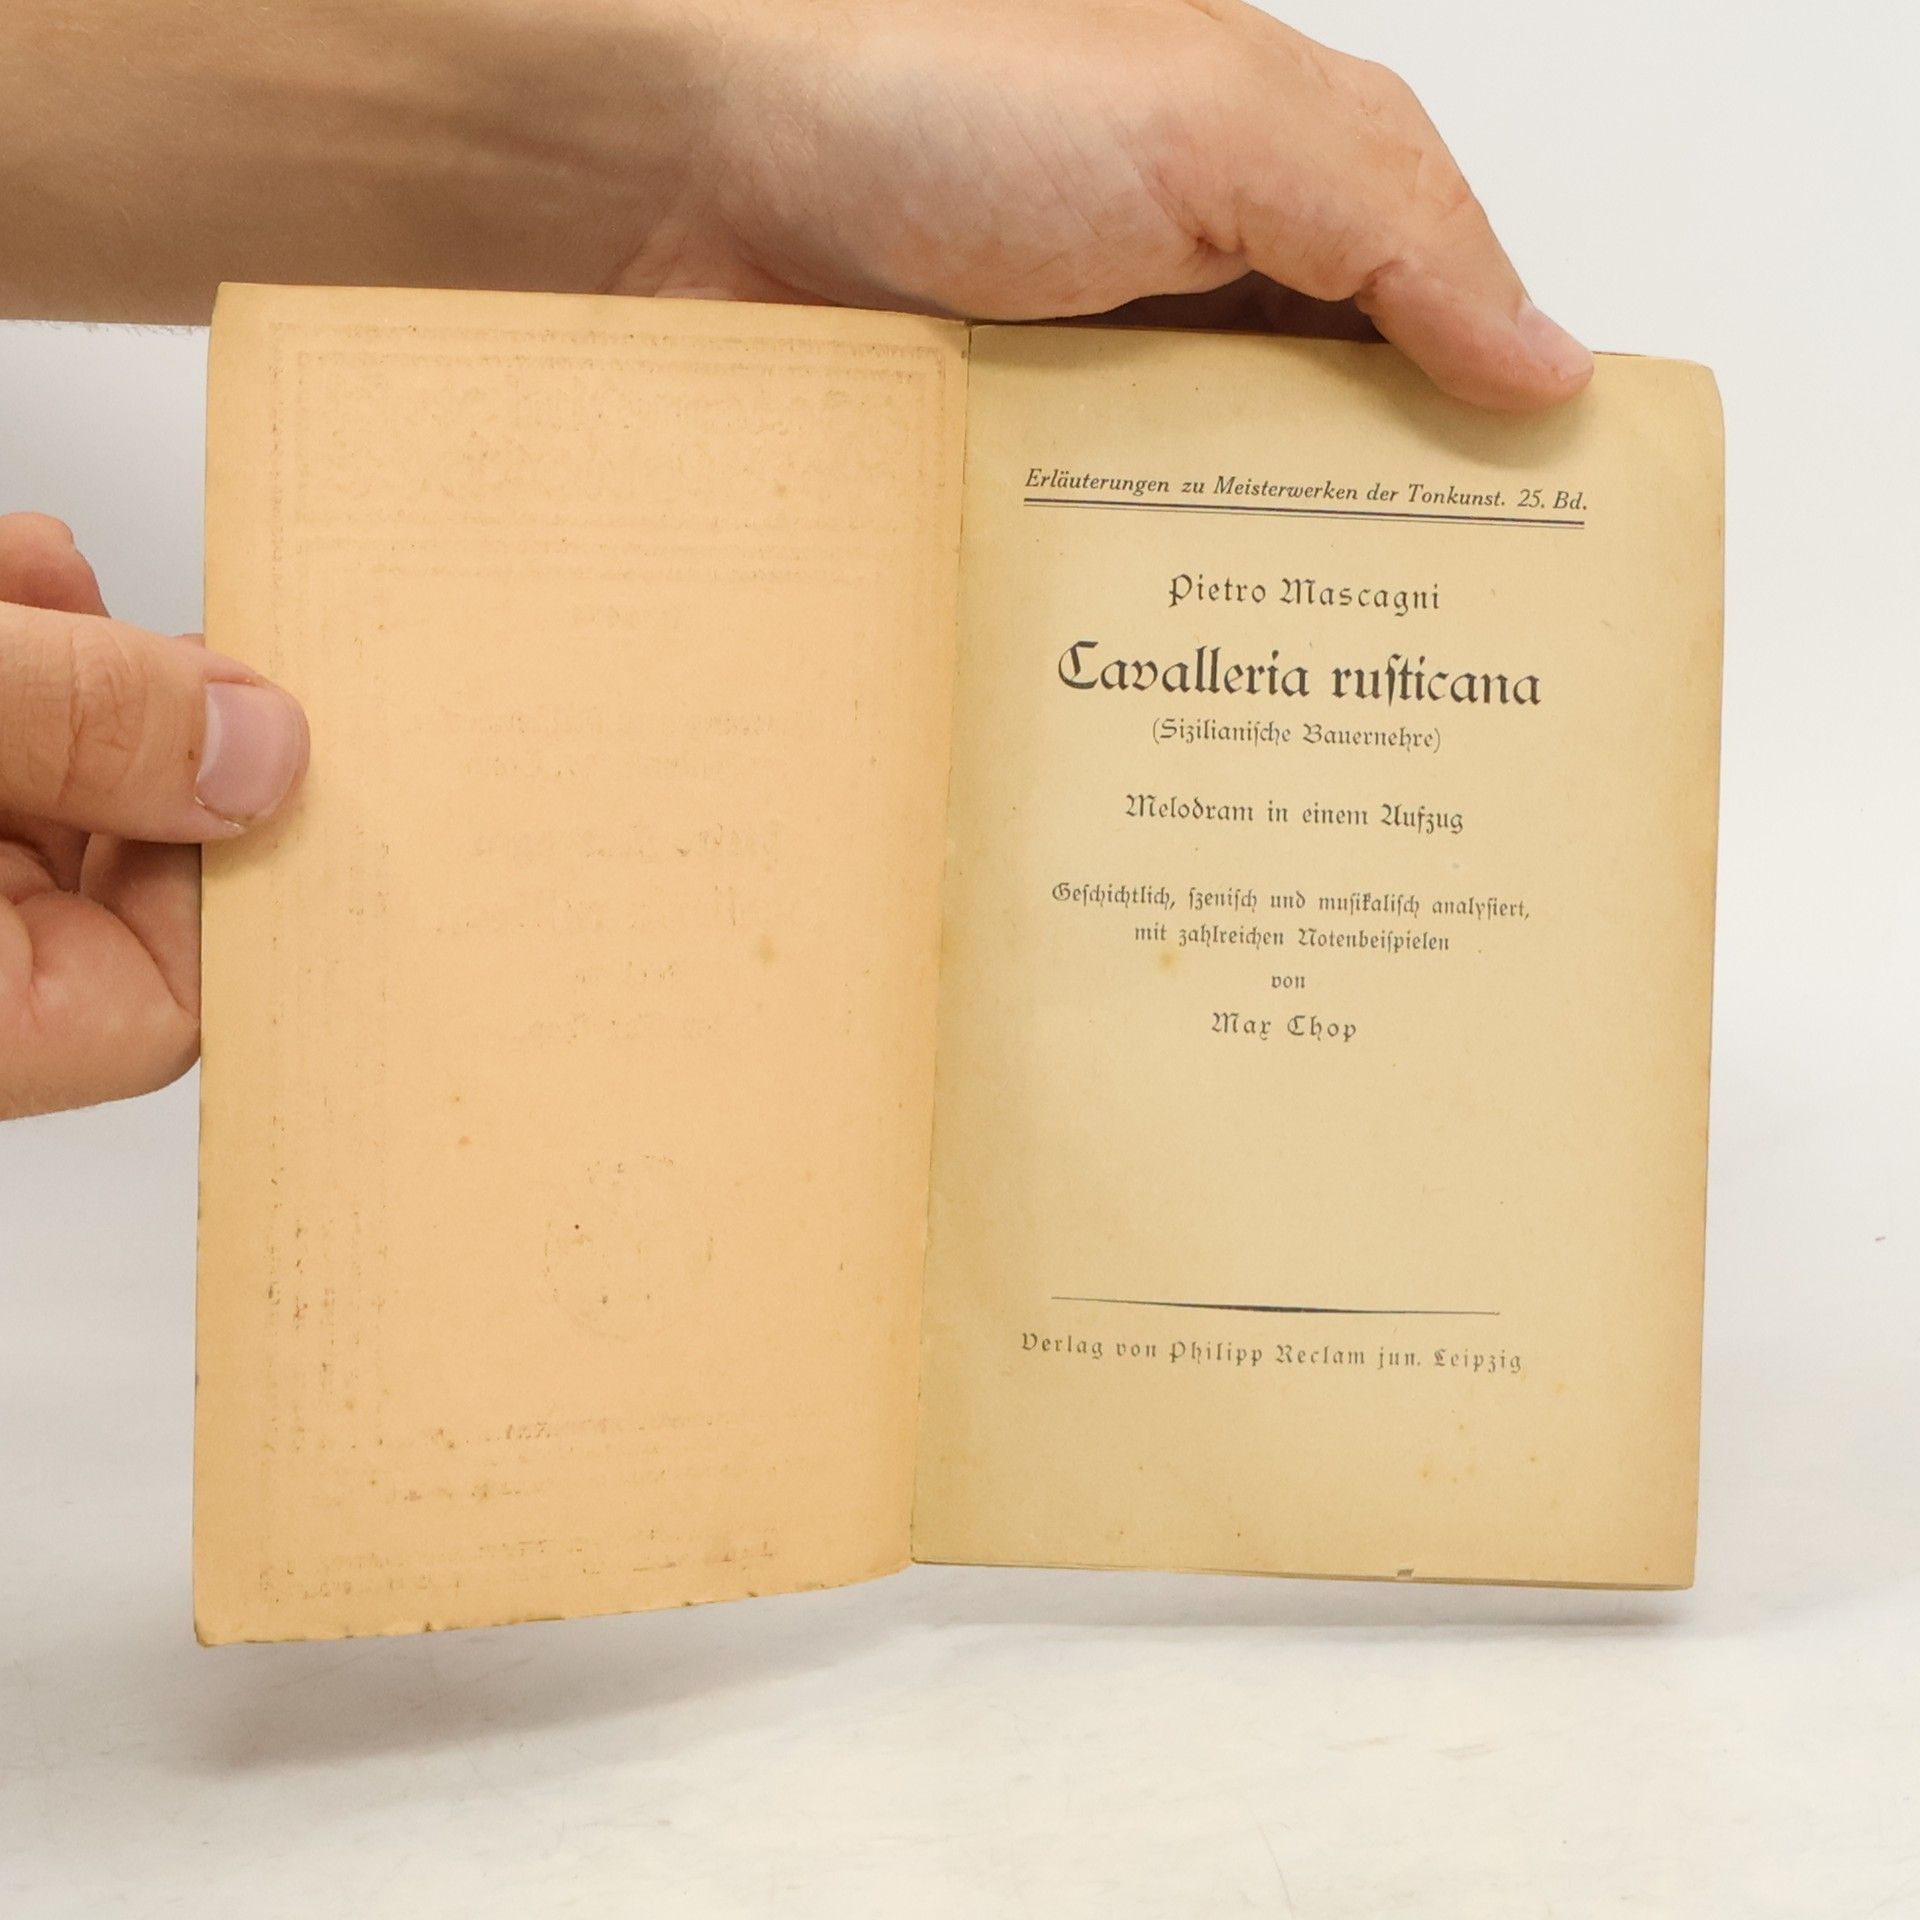 Erläuterungen zu Meisterwerken der Tonkunst. 25. Bd.
Pietro Mascagni
Cavalleria ruſticana
(Sizilianiſche Bauernehre)
Melodram in einem Aufzug
Geſchichtlich, ſzeniſch und muſikaliſch analyſiert,
mit zahlreichen Notenbeiſpielen
von
Max Chop
Verlag von Philipp Reclam jun. Leipzig